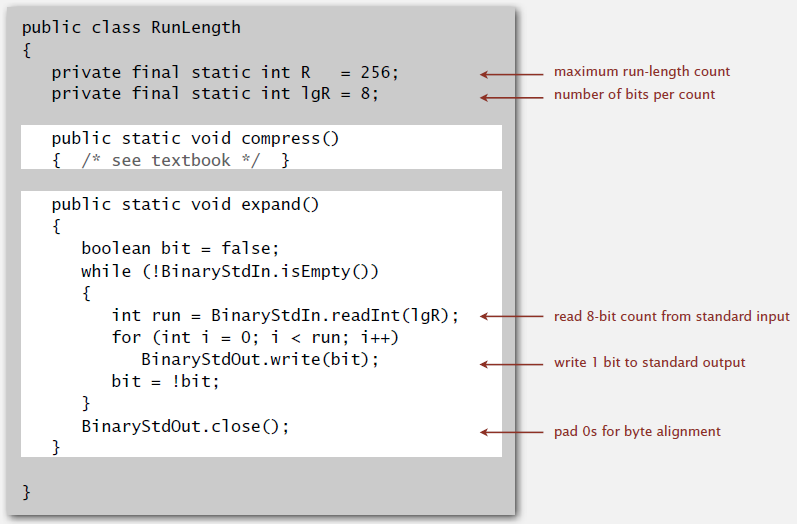 public class RunLength
{
private final static int R = 256;
maximum run-length count
private final static int lgR = 8;
number of bits per count
public static void compress()
{ /* see textbook */ }
public static void expand()
{
boolean bit = false;
while (!BinaryStdIn.isEmpty())
{
int run = BinaryStdIn.readInt(lgR);
read 8-bit count from standard input
for (int i = 0; i < run; i++)
BinaryStdOut.write(bit);
write 1 bit to standard output
bit = !bit;
}
BinaryStdOut.close();
pad 0s for byte alignment
}
}